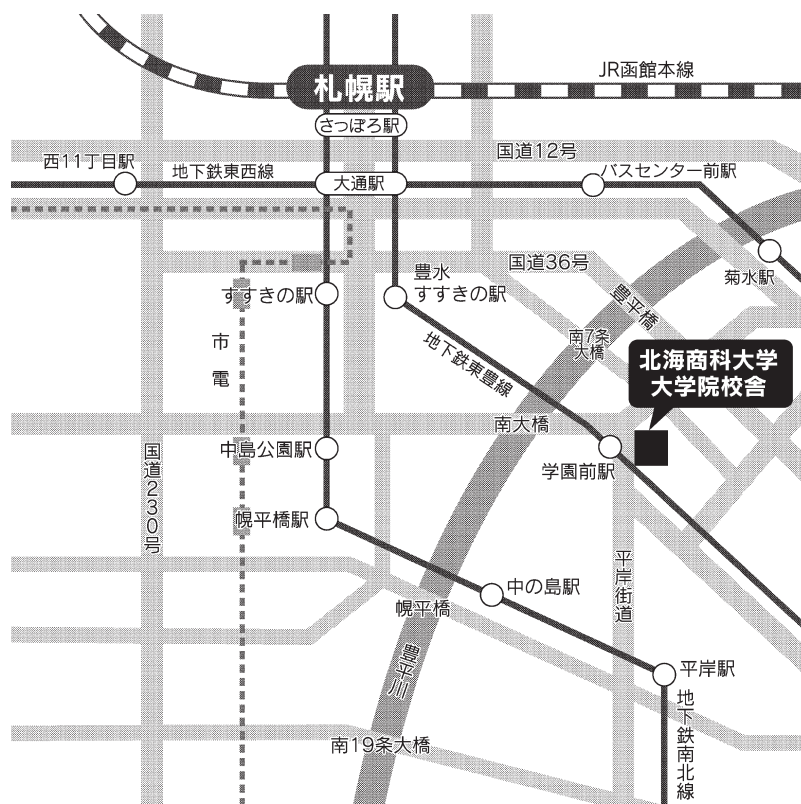 JR函館本線
札幌駅
さっぽろ駅
国道12号
西11丁目駅
地下鉄東西線
大通駅
バスセンター前駅
菊水駅
国道36号
豊水
すすきの駅
すすきの駅
豊平橋
南7条
大橋
市電
地下鉄東豊線
北海商科大学
大学院校舎
南大橋
中島公園駅
学園前駅
国道230号
幌平橋駅
平岸街道
中の島駅
幌平橋
豊平川
平岸駅
地下鉄南北線
南19条大橋